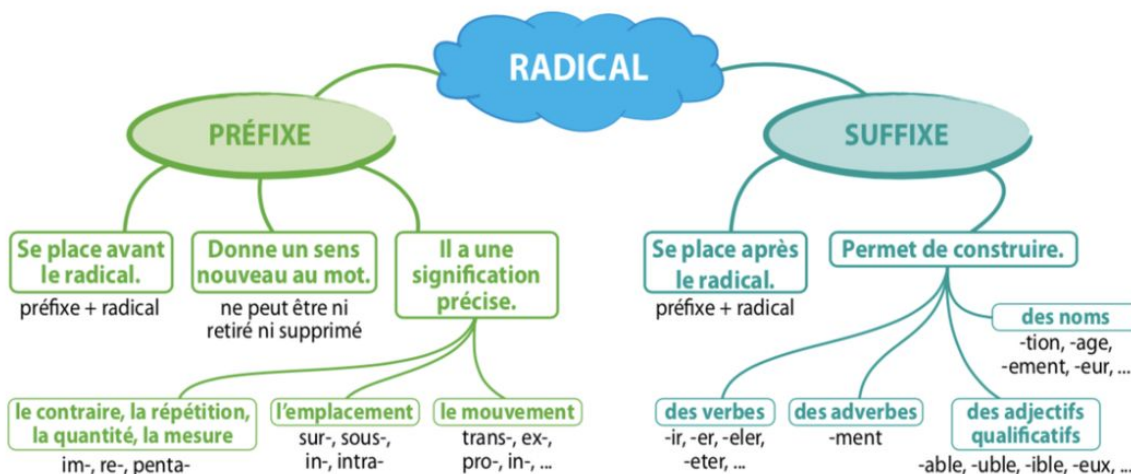 RADICAL
PRÉFIXE
Se place avant
le radical.
préfixe + radical
Donne un sens
nouveau au mot.
ne peut être ni
retiré ni supprimé
Il a une
signification
précise.
le contraire, la répétition,
la quantité, la mesure
im-, re-, penta-
l'emplacement
sur-, sous-,
in-, intra-
le mouvement
trans-, ex-,
pro-, in-, ...
SUFFIXE
Se place après
le radical.
préfixe + radical
Permet de construire.
des verbes
-ir, -er, -eler,
-eter, ...
des adverbes
-ment
des adjectifs
qualificatifs
-able, -uble, -ible, -eux, ...
des noms
-tion, -age,
-ement, -eur, ...